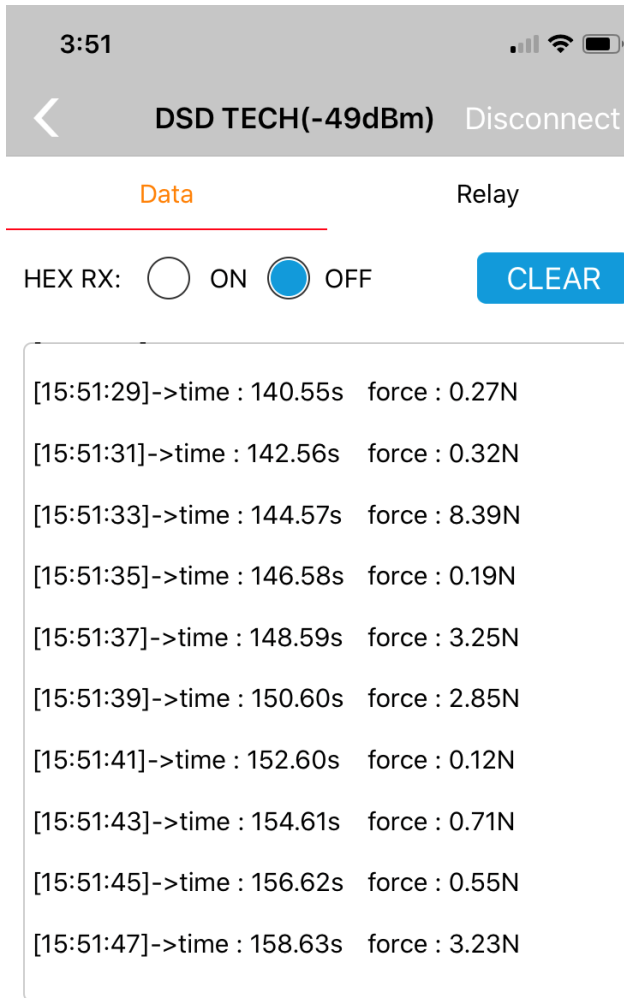 3:51
DSD TECH(-49dBm) Disconnect
Data Relay
HEX RX: ON OFF CLEAR
[15:51:29]->time : 140.55s force : 0.27N
[15:51:31]->time : 142.56s force : 0.32N
[15:51:33]->time : 144.57s force : 8.39N
[15:51:35]->time : 146.58s force : 0.19N
[15:51:37]->time : 148.59s force : 3.25N
[15:51:39]->time : 150.60s force : 2.85N
[15:51:41]->time : 152.60s force : 0.12N
[15:51:43]->time : 154.61s force : 0.71N
[15:51:45]->time : 156.62s force : 0.55N
[15:51:47]->time : 158.63s force : 3.23N